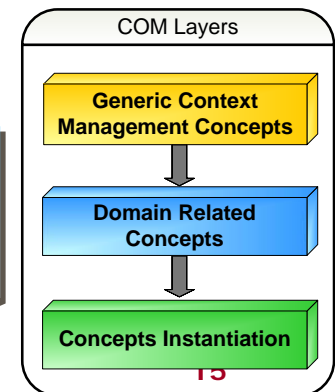 COM Layers
Generic Context
Management Concepts
Domain Related
Concepts
Concepts Instantiation
15